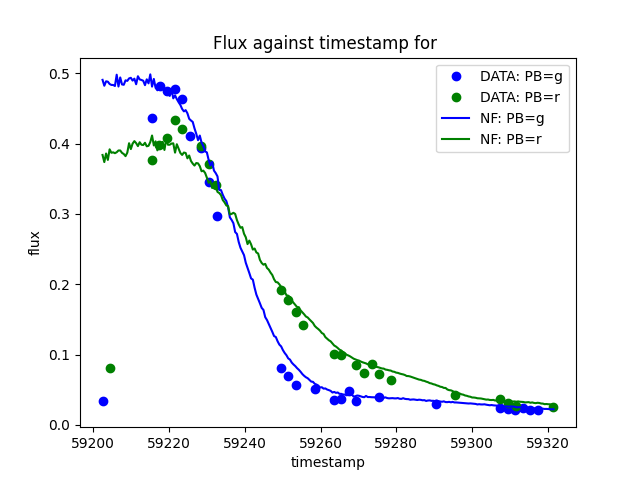 Flux against timestamp for
DATA: PB=g
DATA: PB=r
NF: PB=g
NF: PB=r
0.5
0.4
0.3
0.2
0.1
0.0
flux
59200 59220 59240 59260 59280 59300 59320
timestamp